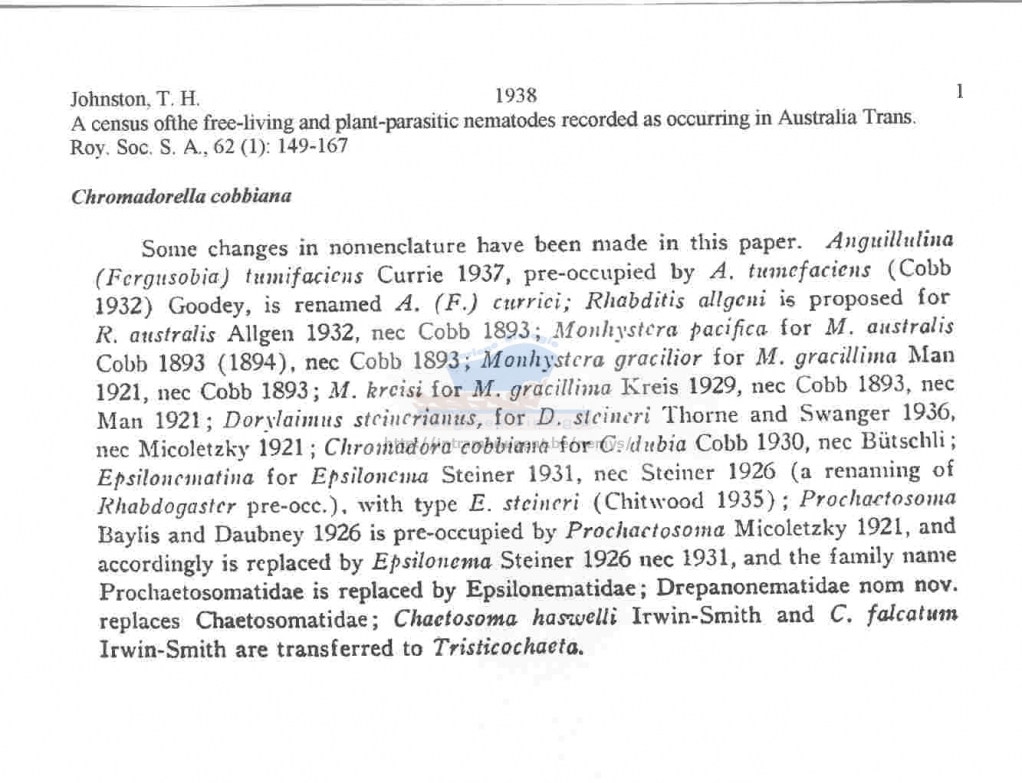 Johnston, T. H. 1938 1
A census ofthe free-living and plant-parasitic nematodes recorded as occurring in Australia Trans.
Roy. Soc. S. A., 62 (1): 149-167
Chromadorella cobbiana
Some changes in nomenclature have been made in this paper. Anguillulina
(Fergusobia) tumifaciens Currie 1937, pre-occupied by A. tumefaciens (Cobb
1932) Goodey, is renamed A. (F.) currici; Rhabditis allgeni is proposed for
R. australis Allgen 1932, nec Cobb 1893; Monhystera pacifica for M. australis
Cobb 1893 (1894), nec Cobb 1893; Monhystera gracilior for M. gracillima Man
1921, nec Cobb 1893; M. kreisi for M. gracillima Kreis 1929, nec Cobb 1893, nec
Man 1921; Dorylaimus steinerianus, for D. steineri Thorne and Swanger 1936,
nec Micoletzky 1921; Chromadora cobbiana for C. dubia Cobb 1930, nec Bütschli;
Epsilonematina for Epsilonema Steiner 1931, nec Steiner 1926 (a renaming of
Rhabdogaster pre-occ.), with type E. steineri (Chitwood 1935); Prochaetosoma
Baylis and Daubney 1926 is pre-occupied by Prochaetosoma Micoletzky 1921, and
accordingly is replaced by Epsilonema Steiner 1926 nec 1931, and the family name
Prochaetosomatidae is replaced by Epsilonematidae; Drepanonematidae nom nov.
replaces Chaetosomatidae; Chaetosoma haswelli Irwin-Smith and C. falcatum
Irwin-Smith are transferred to Tristicochaeta.